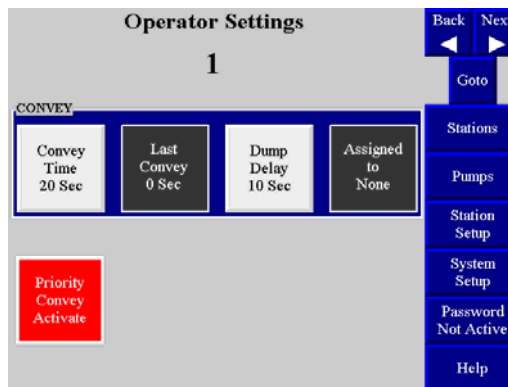 Operator Settings
1
Back
Nex
Goto
CONVEY
Convey
Time
20 Sec
Last
Convey
0 Sec
Dump
Delay
10 Sec
Assigned
to
None
Priority
Convey
Activate
Stations
Pumps
Station
Setup
System
Setup
Password
Not Active
Help